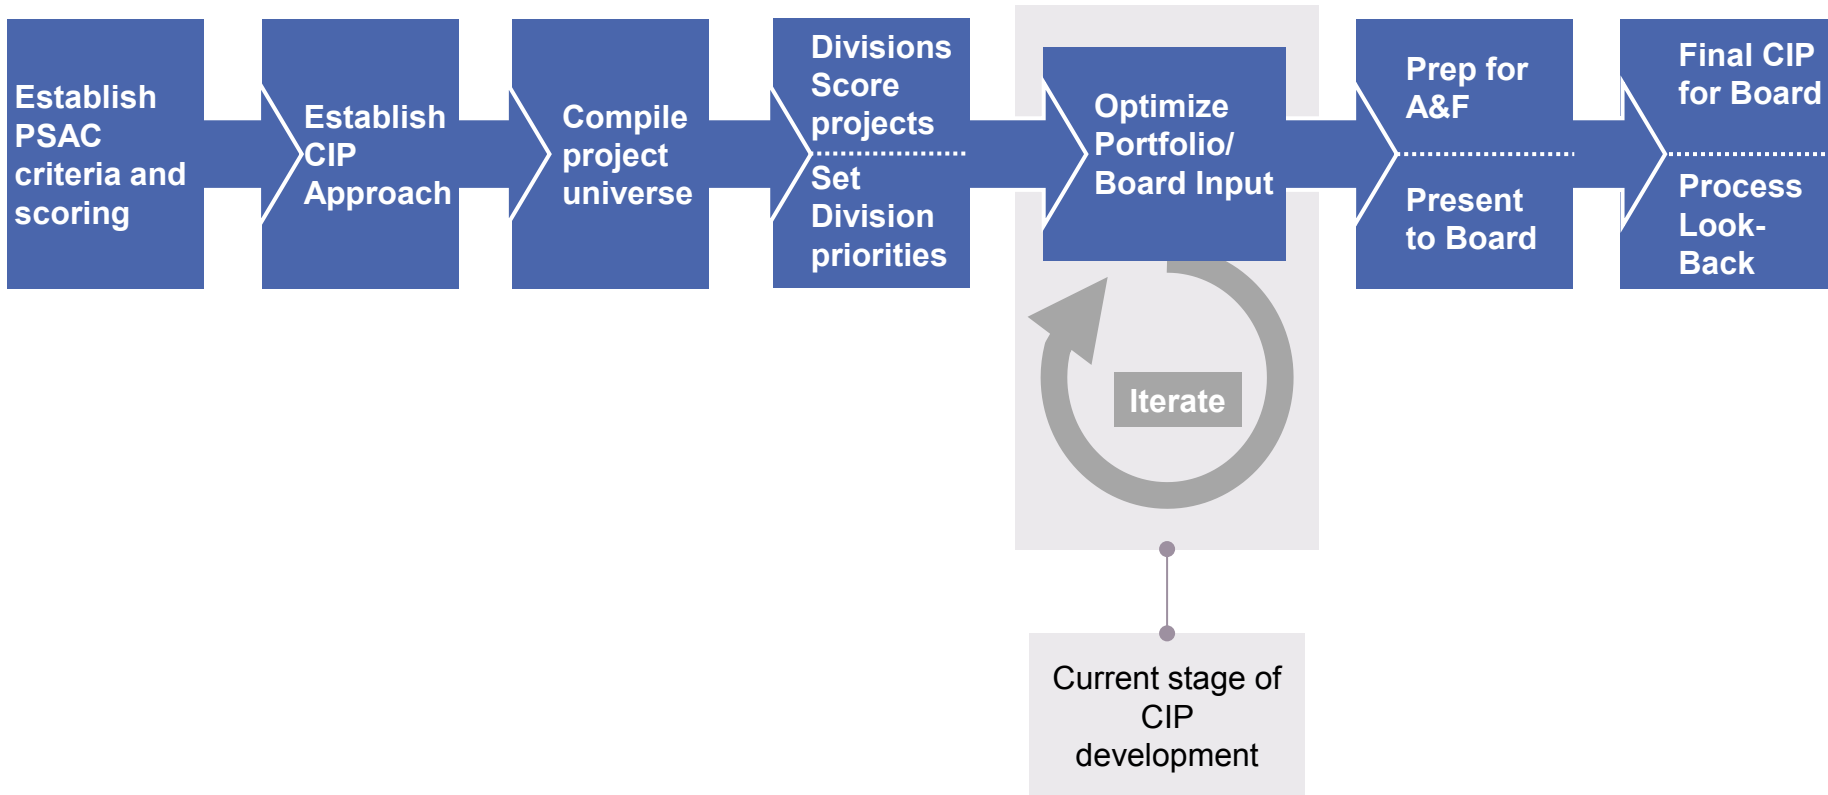 Establish
PSAC
criteria and
scoring
Establish
CIP
Approach
Compile
project
universe
Divisions
Score
projects
Set
Division
priorities
Optimize
Portfolio/
Board Input
Iterate
Current stage of
CIP
development
Prep for
A&F
Present
to Board
Final CIP
for Board
Process
Look-
Back